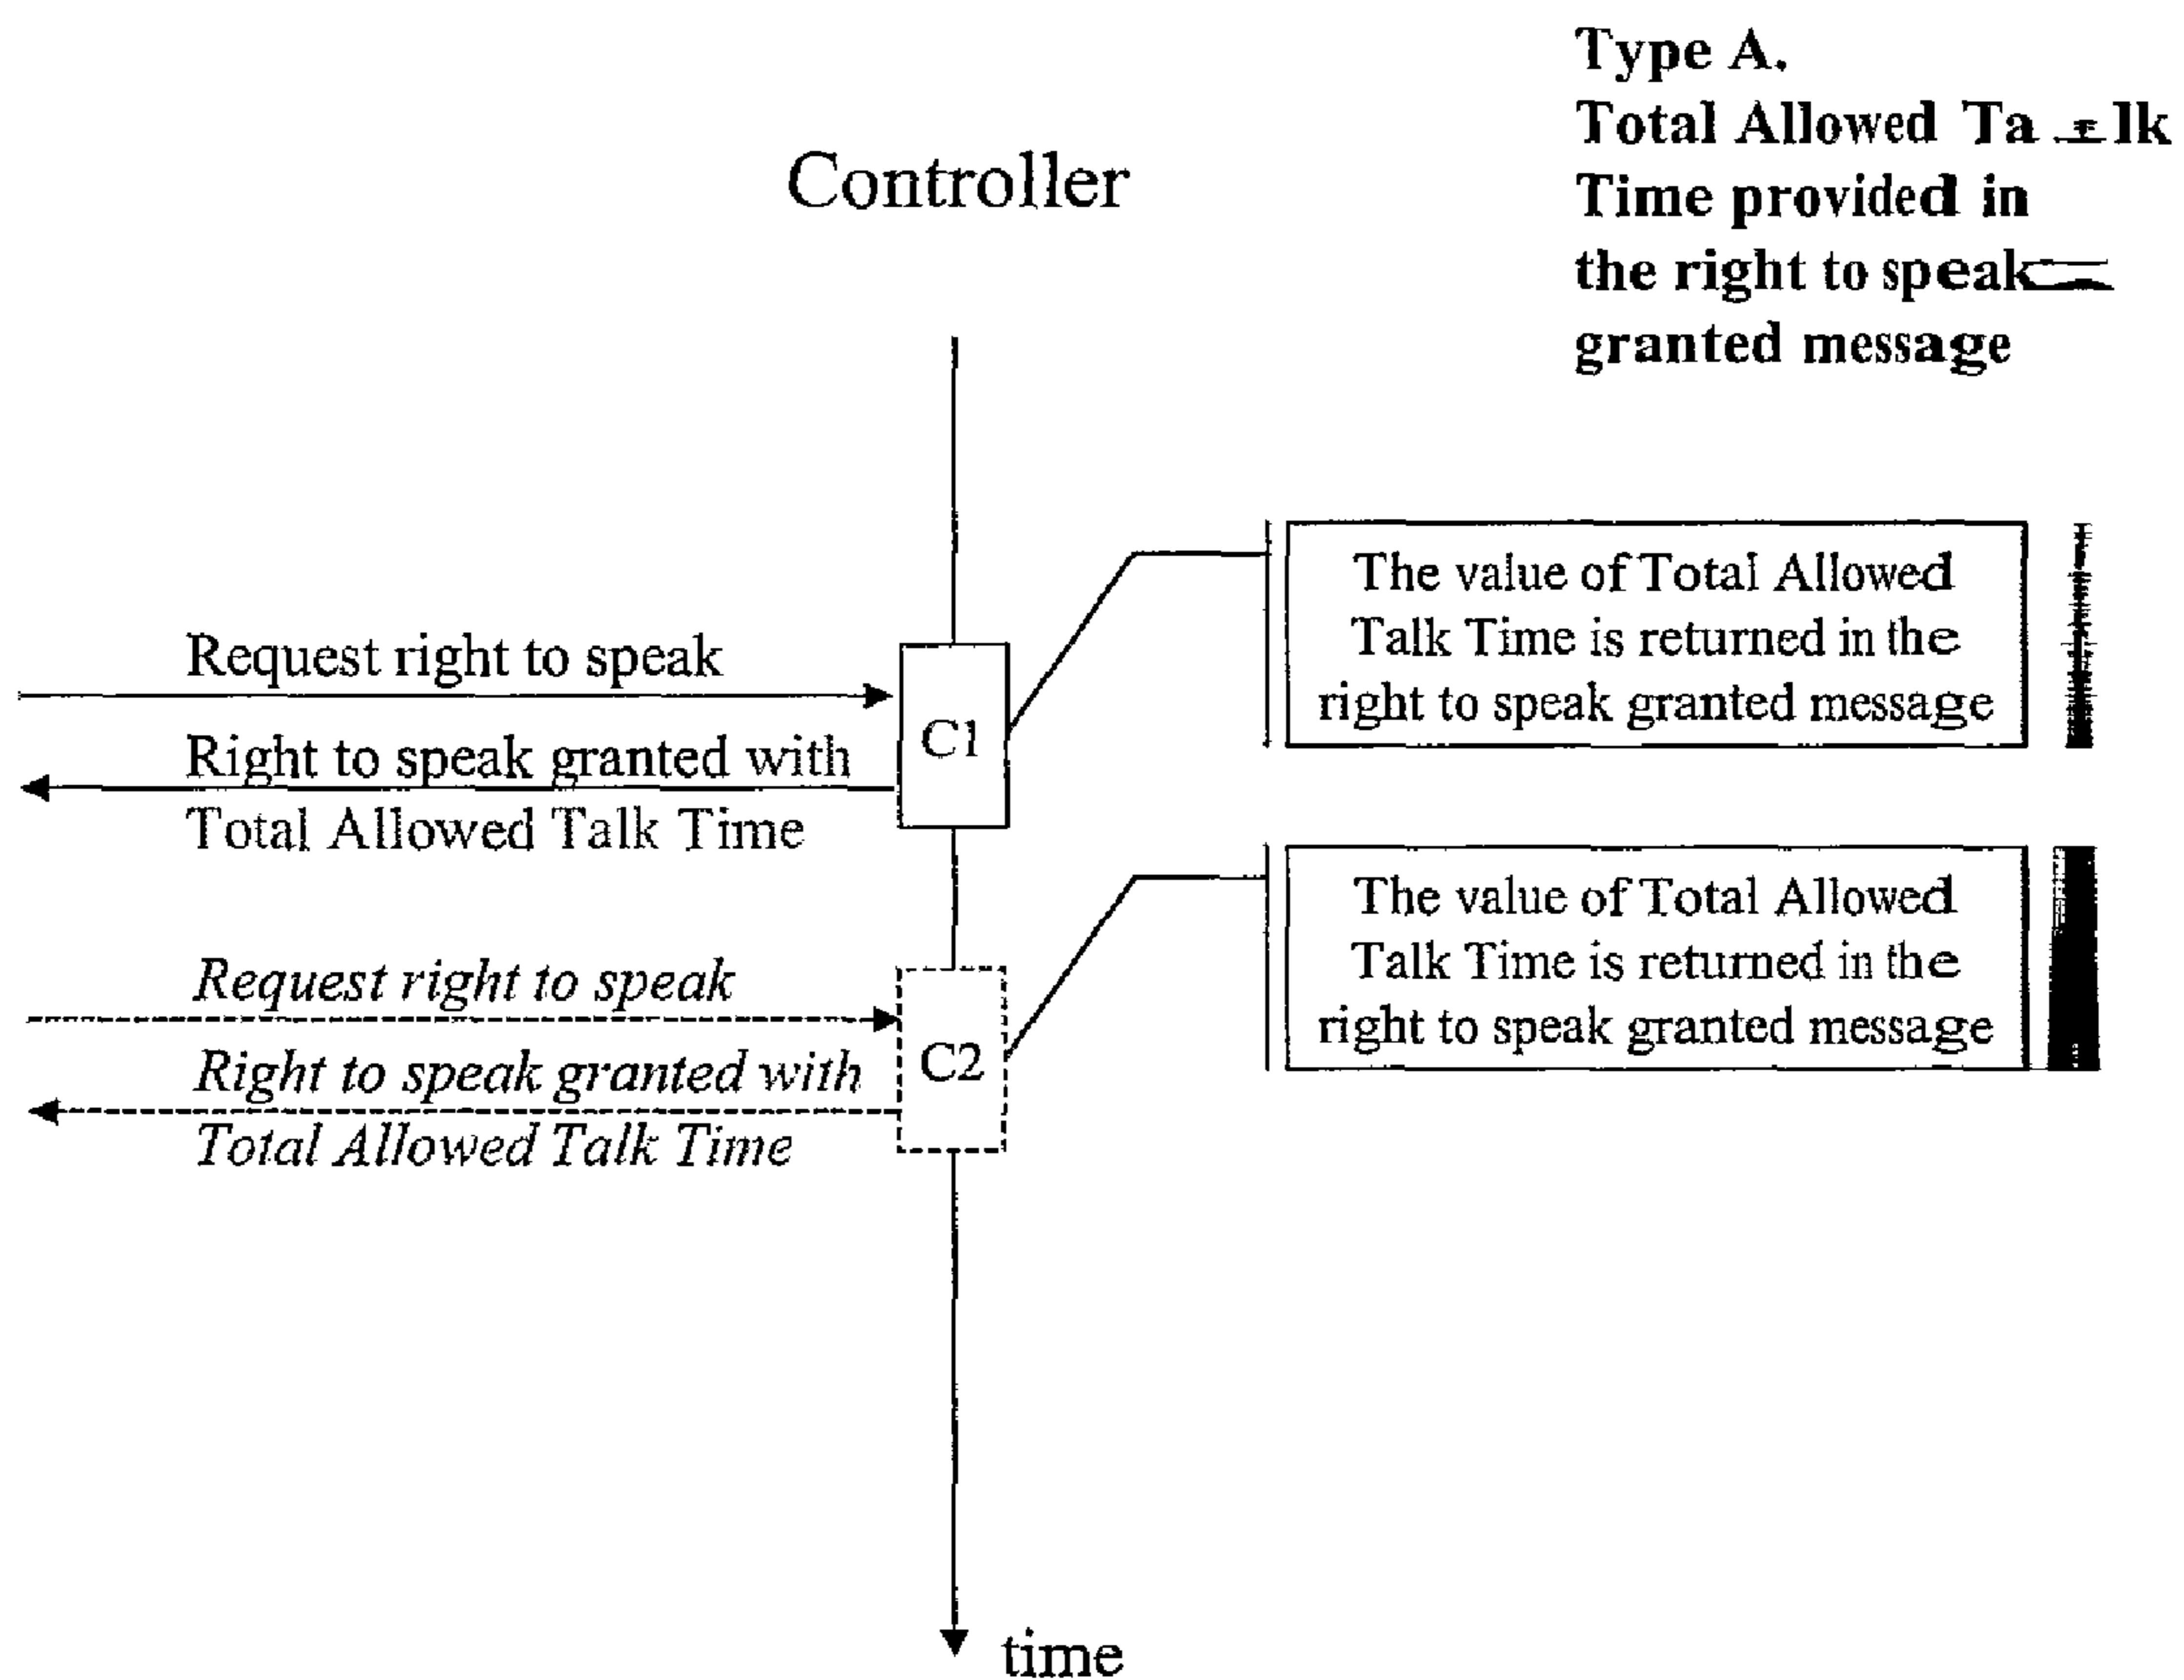 Type A.
Total Allowed Talk
Time provided in
the right to speak
granted message
Controller
The value of Total Allowed
Talk Time is returned in the
right to speak granted message
Request right to speak
C1
Right to speak granted with
Total Allowed Talk Time
The value of Total Allowed
Talk Time is returned in the
right to speak granted message
Request right to speak
C2
Right to speak granted with
Total Allowed Talk Time
time